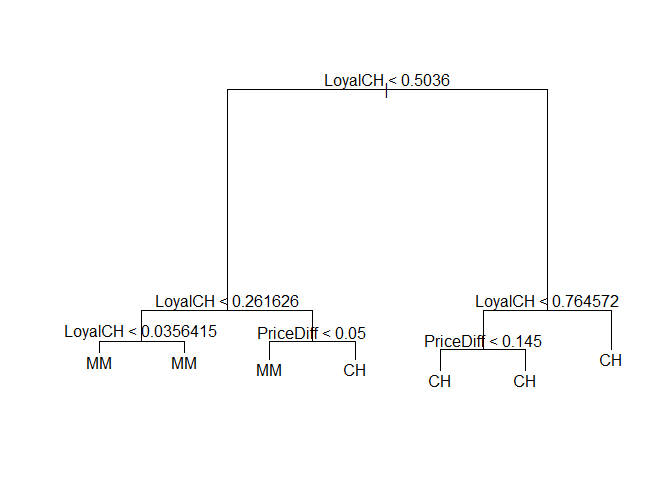 LoyalCH < 0.5036
LoyalCH < 0.261626
LoyalCH < 0.764572
LoyalCH < 0.0356415
PriceDiff < 0.05
PriceDiff < 0.145
MM
MM
MM
CH
CH
CH
CH